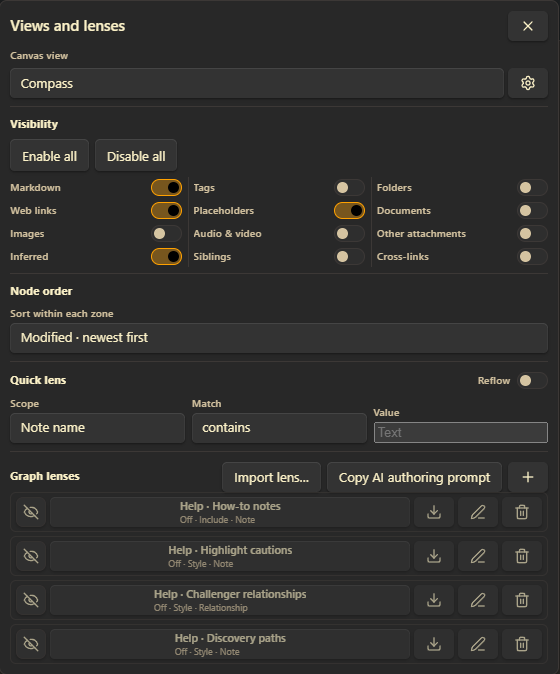 Views and lenses
Canvas view
Compass
Visibility
Enable all Disable all
Markdown Tags Folders
Web links Placeholders Documents
Images Audio & video Other attachments
Inferred Siblings Cross-links
Node order
Sort within each zone
Modified · newest first
Quick lens Reflow
Scope Match Value
Note name contains Text
Graph lenses Import lens... Copy AI authoring prompt
Help · How-to notes
Off · Include · Note
Help · Highlight cautions
Off · Style · Note
Help · Challenger relationships
Off · Style · Relationship
Help · Discovery paths
Off · Style · Note